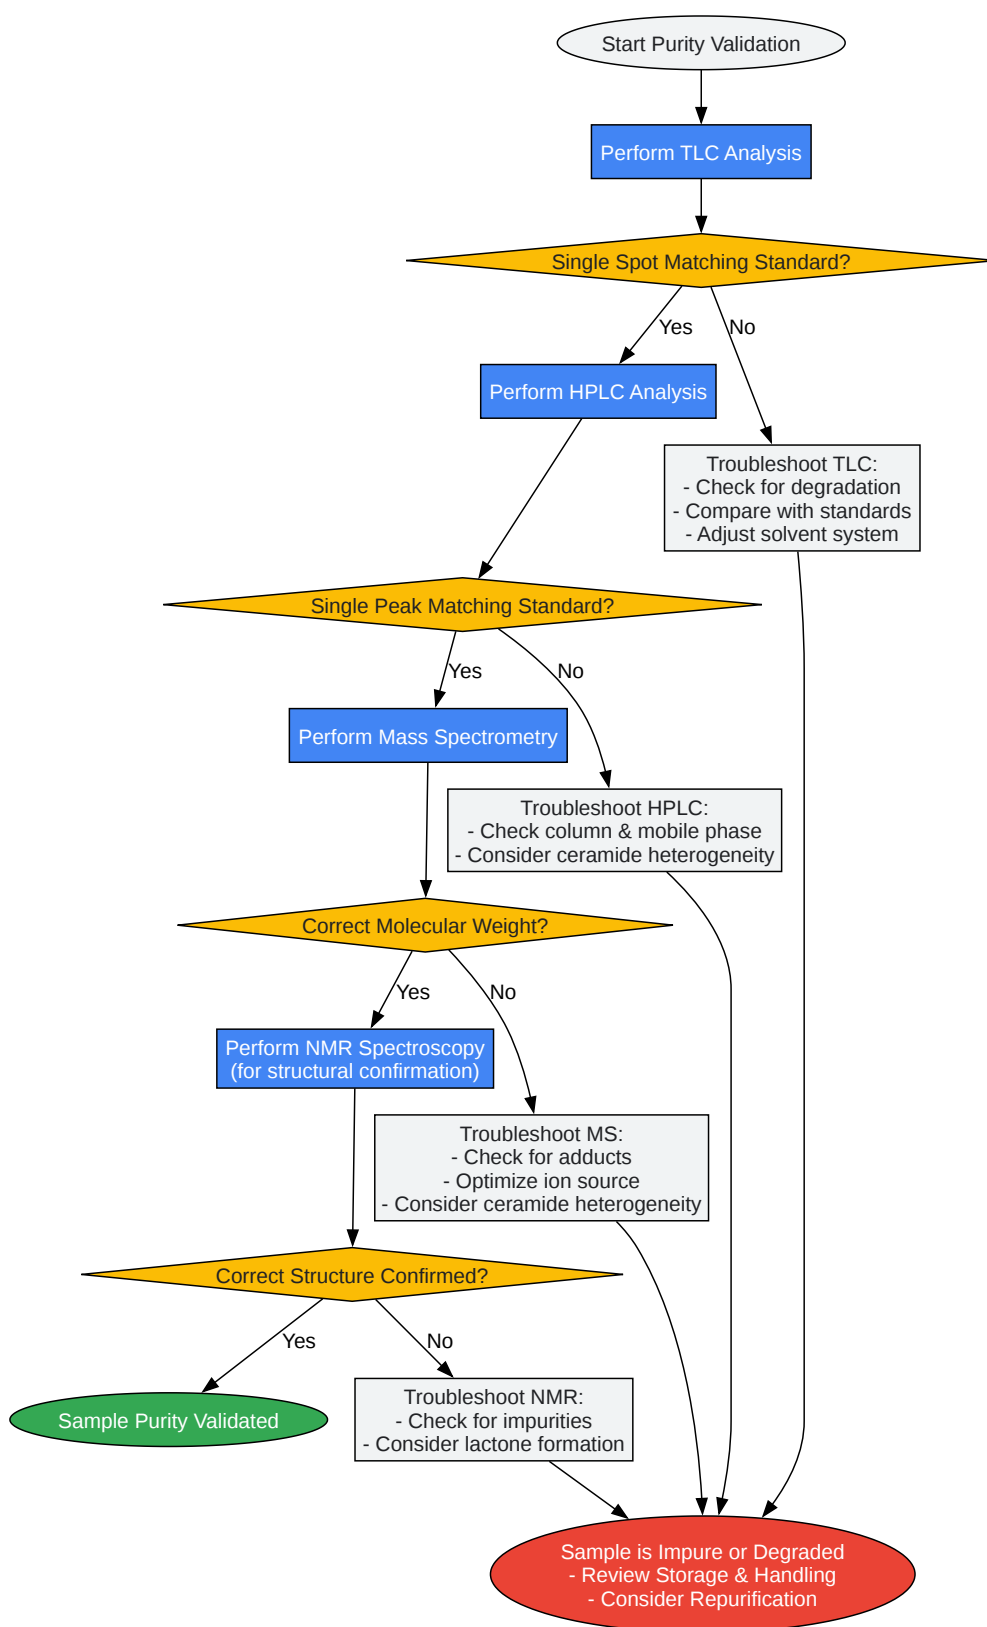 Start Purity Validation
Perform TLC Analysis
Single Spot Matching Standard?
Yes
No
Perform HPLC Analysis
Troubleshoot TLC:
- Check for degradation
- Compare with standards
- Adjust solvent system
Single Peak Matching Standard?
Yes
No
Perform Mass Spectrometry
Troubleshoot HPLC:
- Check column & mobile phase
- Consider ceramide heterogeneity
Correct Molecular Weight?
Yes
No
Perform NMR Spectroscopy
(for structural confirmation)
Troubleshoot MS:
- Check for adducts
- Optimize ion source
- Consider ceramide heterogeneity
Correct Structure Confirmed?
Yes
No
Sample Purity Validated
Troubleshoot NMR:
- Check for impurities
- Consider lactone formation
Sample is Impure or Degraded
- Review Storage & Handling
- Consider Repurification